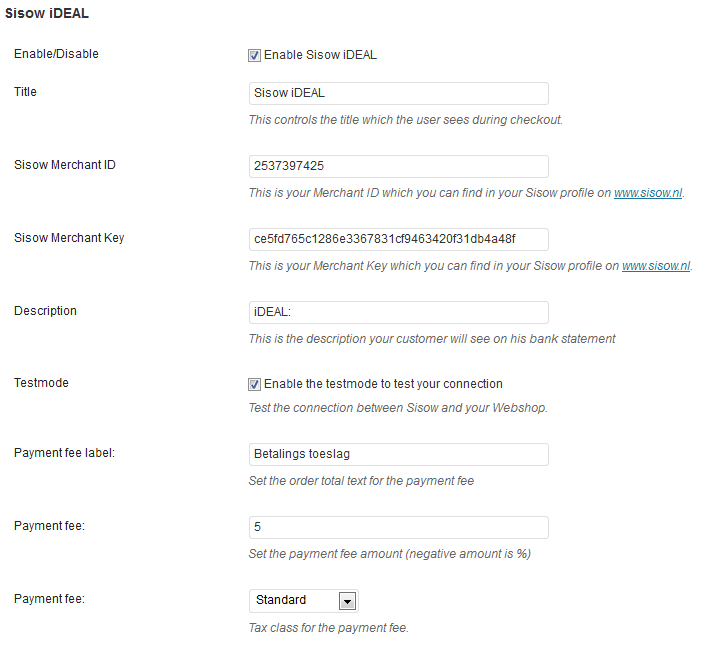 Sisow iDEAL
Enable/Disable
Enable Sisow iDEAL
Title
Sisow iDEAL
This controls the title which the user sees during checkout.
Sisow Merchant ID
2537397425
This is your Merchant ID which you can find in your Sisow profile on www.sisow.nl.
Sisow Merchant Key
ce5fd765c1286e3367831cf9463420f31db4a48f
This is your Merchant Key which you can find in your Sisow profile on www.sisow.nl.
Description
iDEAL:
This is the description your customer will see on his bank statement
Testmode
Enable the testmode to test your connection
Test the connection between Sisow and your Webshop.
Payment fee label:
Betalings toeslag
Set the order total text for the payment fee
Payment fee:
5
Set the payment fee amount (negative amount is %)
Payment fee:
Standard
Tax class for the payment fee.